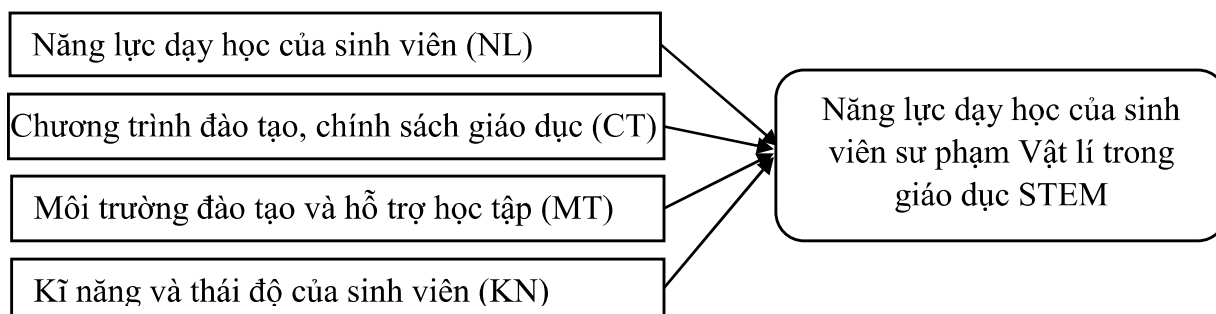 Năng lực dạy học của sinh viên (NL)
Chương trình đào tạo, chính sách giáo dục (CT)
Môi trường đào tạo và hỗ trợ học tập (MT)
Kĩ năng và thái độ của sinh viên (KN)
Năng lực dạy học của sinh
viên sư phạm Vật lí trong
giáo dục STEM